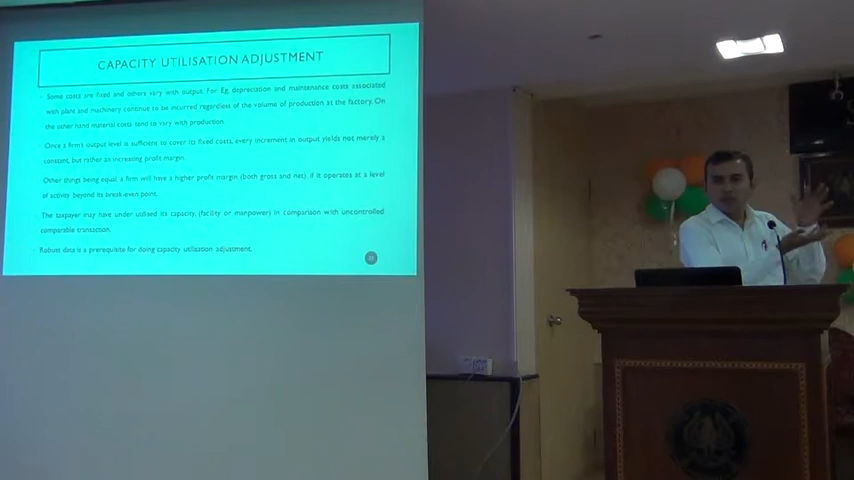 CAPACITY UTILISATION ADJUSTMENT
Some costs are fixed and others vary with output. For Eg, depreciation and maintenance costs associated
with plant and machinery continue to be incurred regardless of the volume of production at the factory. On
the other hand material costs tend to vary with production.
Once a firm's output level is sufficient to cover its fixed costs, every increment in output yields not merely a
constant, but rather an increasing profit margin.
Other things being equal, a firm will have a higher profit margin (both gross and net) if it operates at a level
of activity beyond its break-even point.
The taxpayer may have under utilised its capacity, (facility or manpower) in comparison with uncontrolled
comparable transaction.
Robust data is a prerequisite for doing capacity utilisation adjustment.